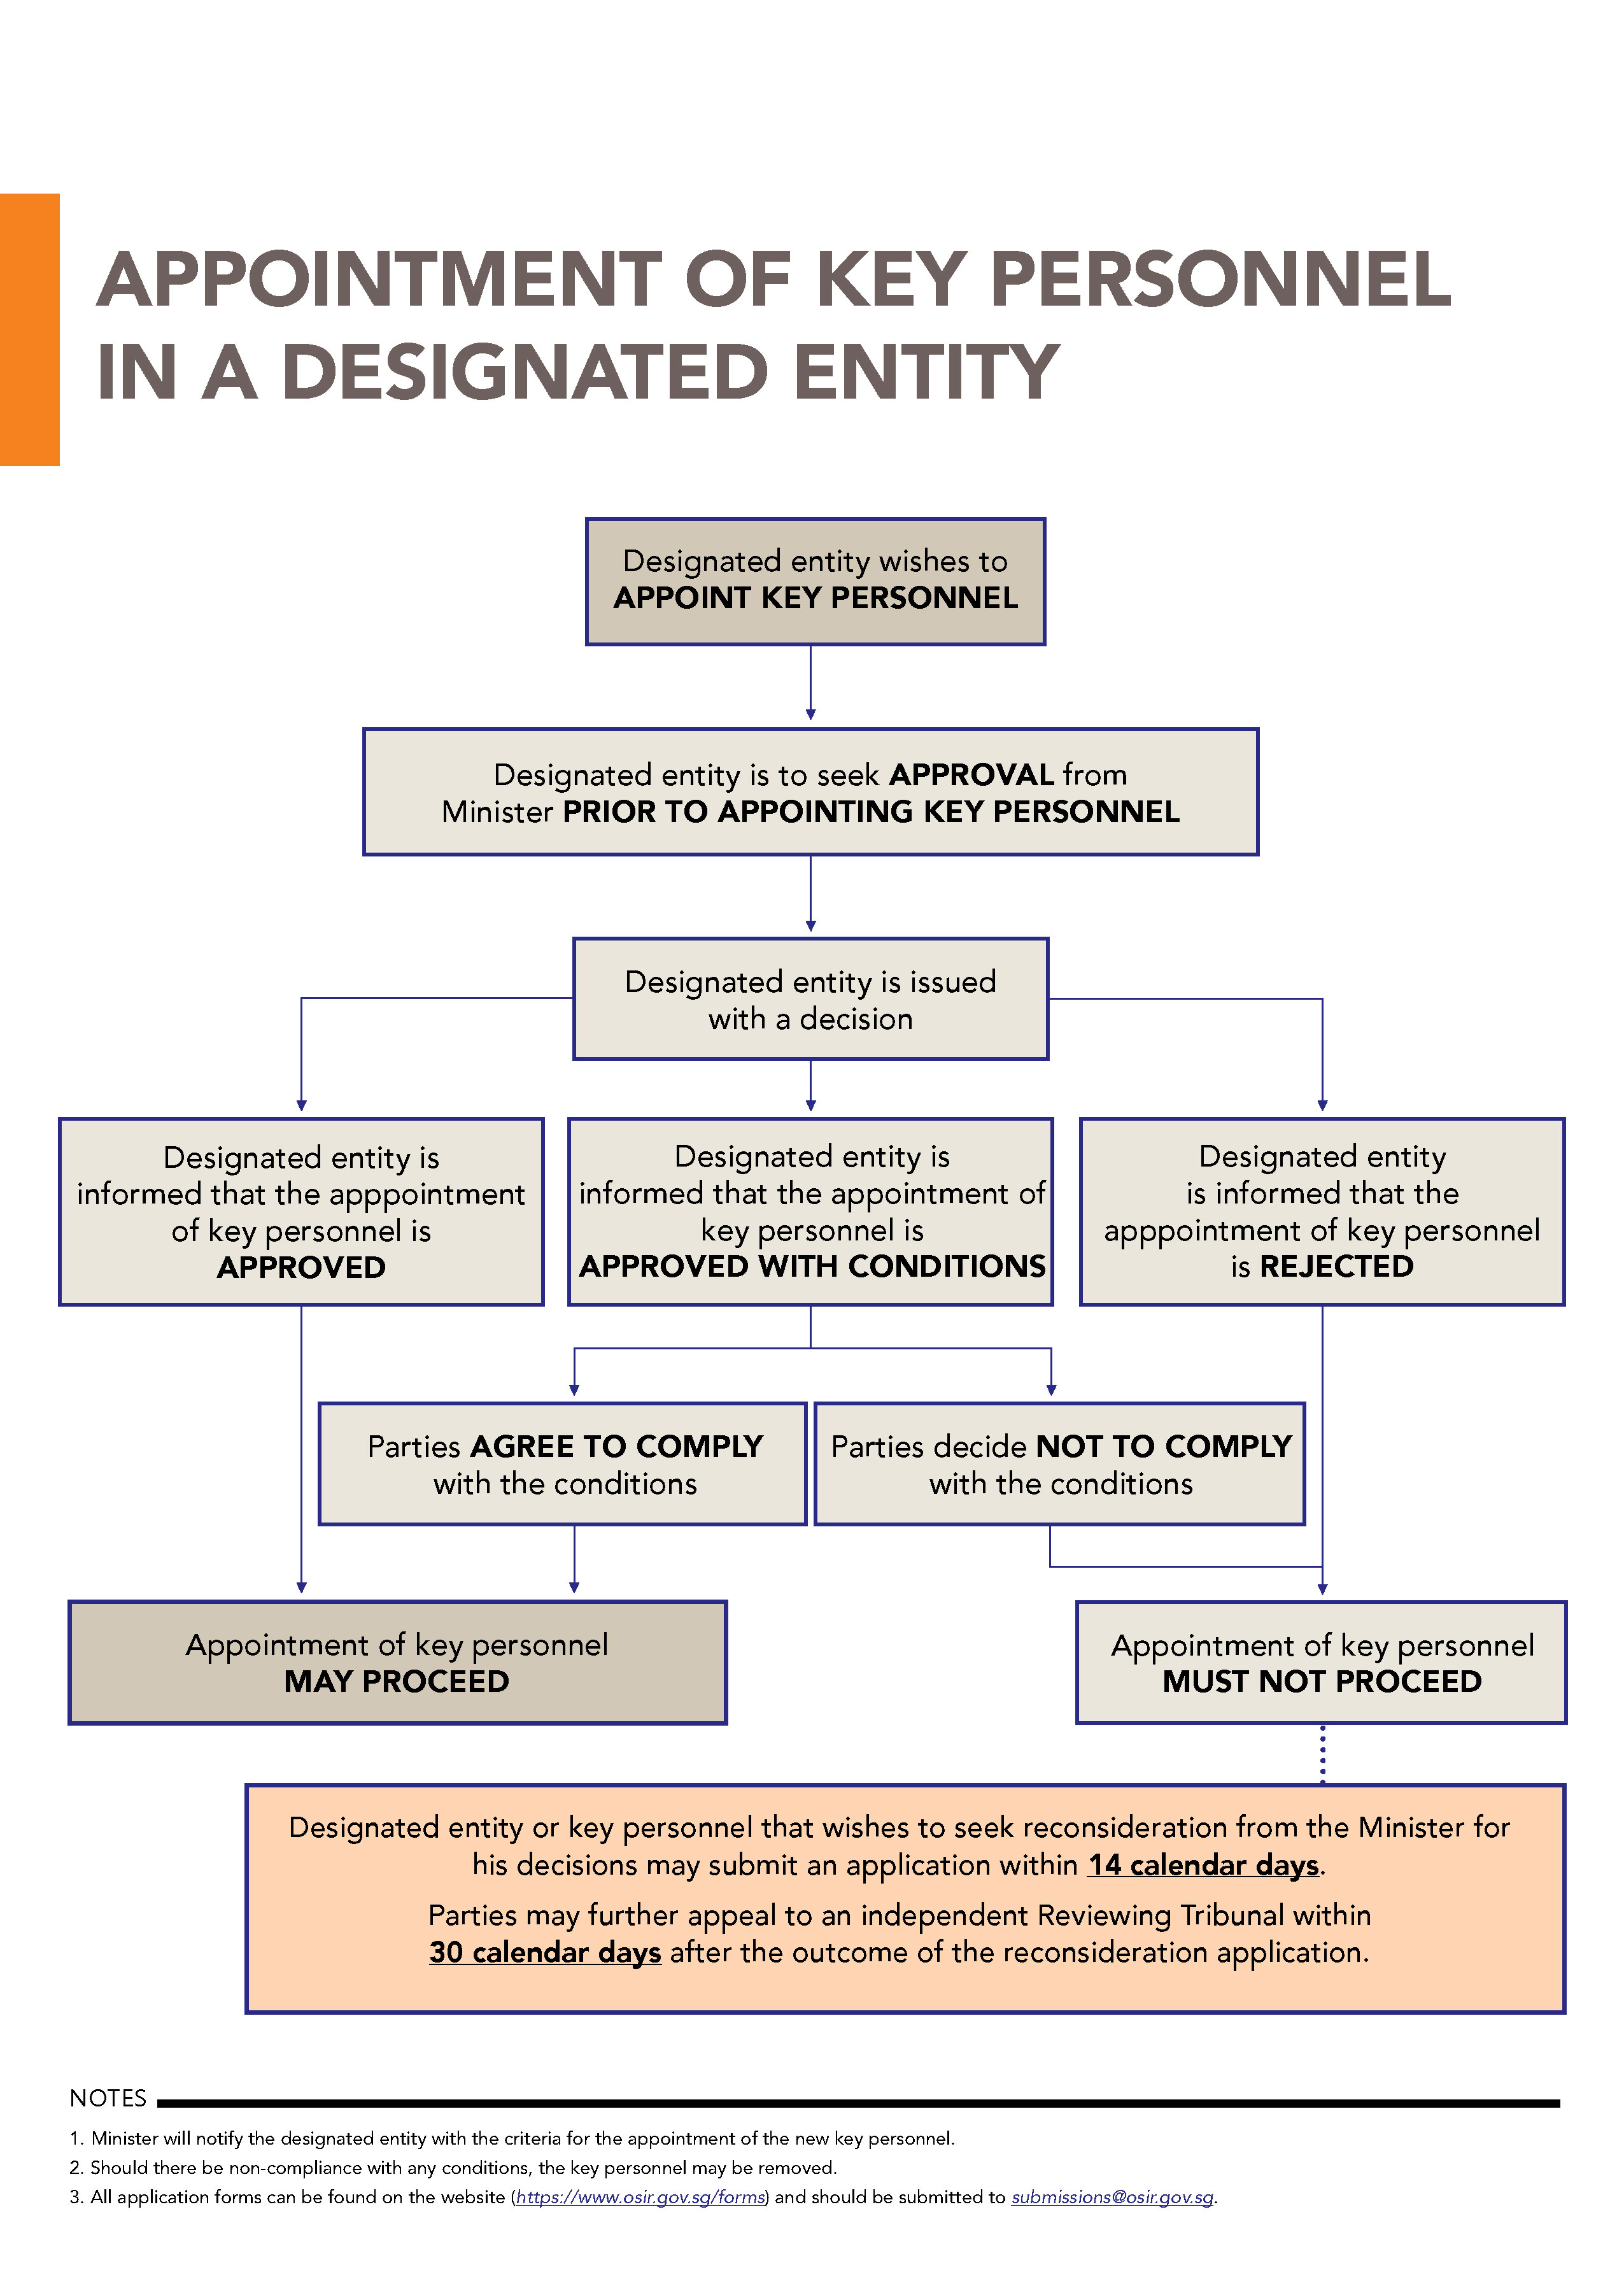 APPOINTMENT OF KEY PERSONNEL
IN A DESIGNATED ENTITY
Designated entity wishes to
APPOINT KEY PERSONNEL
Designated entity is to seek APPROVAL from
Minister PRIOR TO APPOINTING KEY PERSONNEL
Designated entity is issued
with a decision
Designated entity is
informed that the apppointment
of key personnel is
APPROVED
Designated entity is
informed that the appointment of
key personnel is
APPROVED WITH CONDITIONS
Designated entity
is informed that the
apppointment of key personnel
is REJECTED
Parties AGREE TO COMPLY
with the conditions
Parties decide NOT TO COMPLY
with the conditions
Appointment of key personnel
MAY PROCEED
Appointment of key personnel
MUST NOT PROCEED
Designated entity or key personnel that wishes to seek reconsideration from the Minister for
his decisions may submit an application within 14 calendar days.
Parties may further appeal to an independent Reviewing Tribunal within
30 calendar days after the outcome of the reconsideration application.
NOTES
1. Minister will notify the designated entity with the criteria for the appointment of the new key personnel.
2. Should there be non-compliance with any conditions, the key personnel may be removed.
3. All application forms can be found on the website (https://www.osir.gov.sg/forms) and should be submitted to submissions@osir.gov.sg.